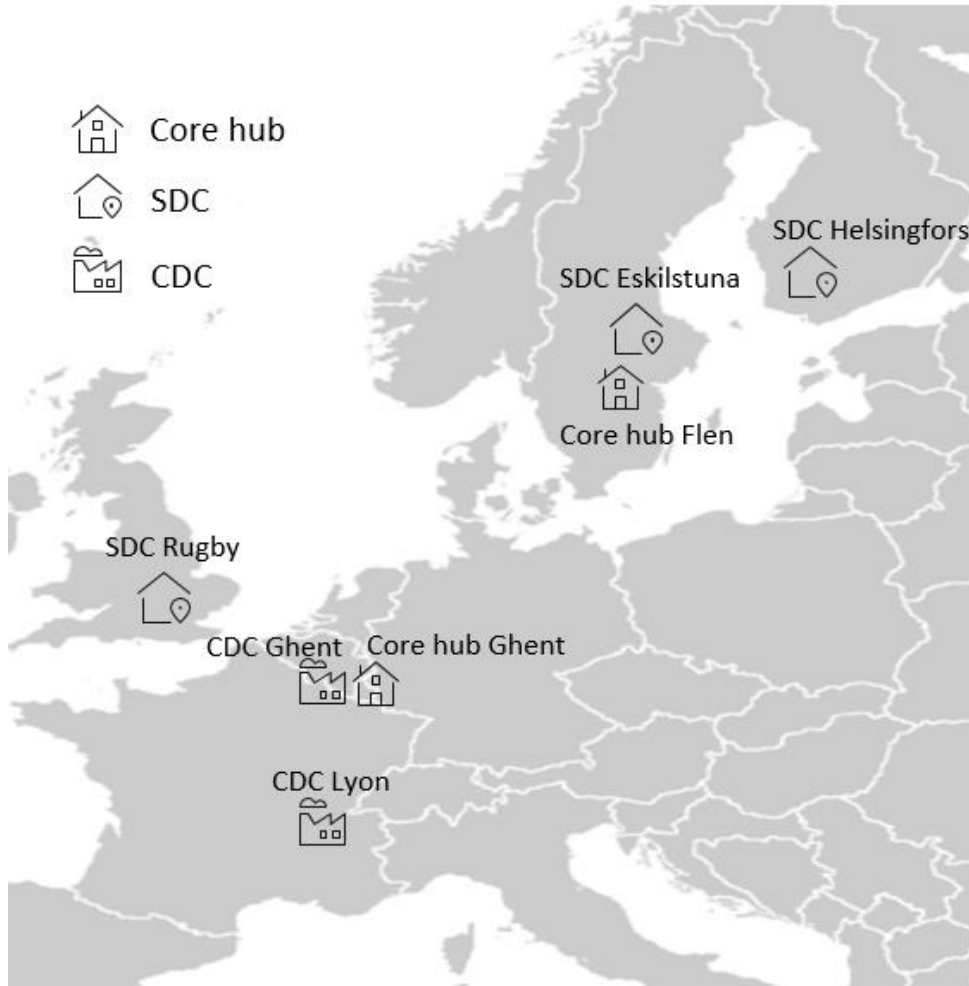 Core hub
SDC
CDC
SDC Helsingfors
SDC Eskilstuna
Core hub Flen
SDC Rugby
CDC Ghent
Core hub Ghent
CDC Lyon